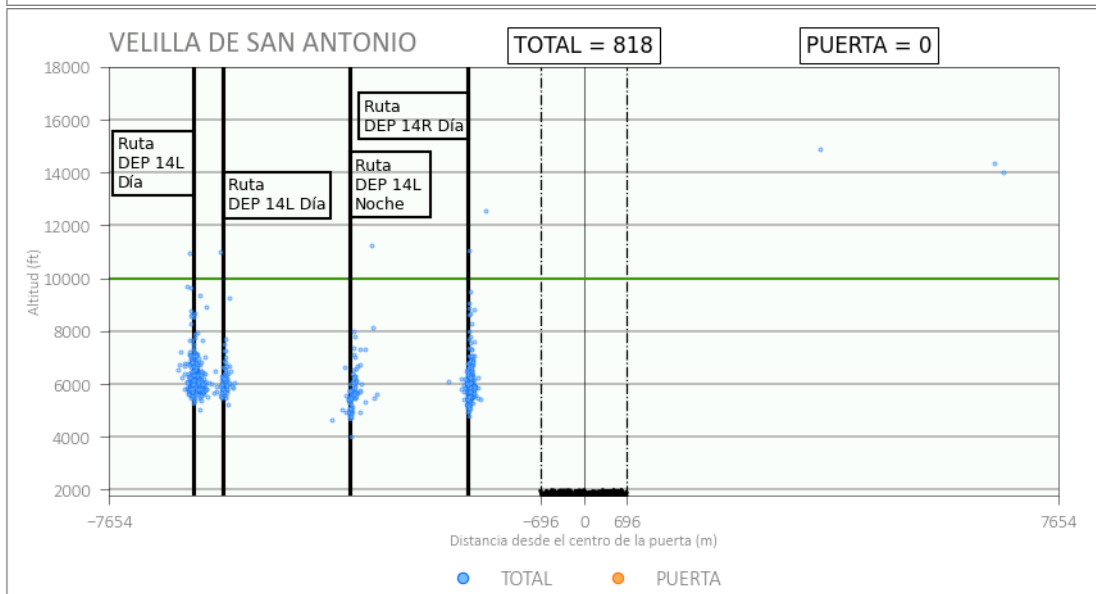 VELILLA DE SAN ANTONIO
TOTAL = 818
PUERTA = 0
18000
16000
14000
12000
10000
8000
6000
4000
2000
Altitud (ft)
Ruta
DEP 14L
Día
Ruta
DEP 14L Día
Ruta
DEP 14R Día
Ruta
DEP 14L
Noche
−7654
−696
0
696
7654
Distancia desde el centro de la puerta (m)
TOTAL
PUERTA